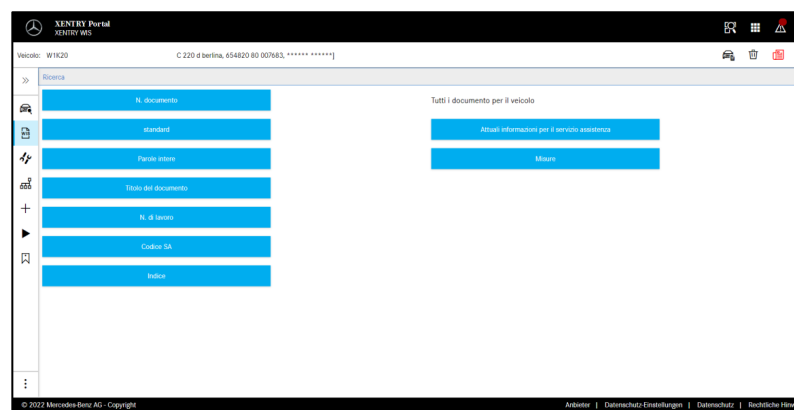 XENTRY Portal
XENTRY WIS
Veicolo: W1K20 C 220 d berlina, 654820 80 007683, ***** ******|
Ricerca
N. documento
Tutti i documento per il veicolo
standard
Attuali informazioni per il servizio assistenza
Parole intere
Misure
Titolo del documento
N. di lavoro
Codice SA
Indice
WIS
© 2022 Mercedes-Benz AG - Copyright
Anbieter | Datenschutz-Einstellungen | Datenschutz | Rechtliche Hinw